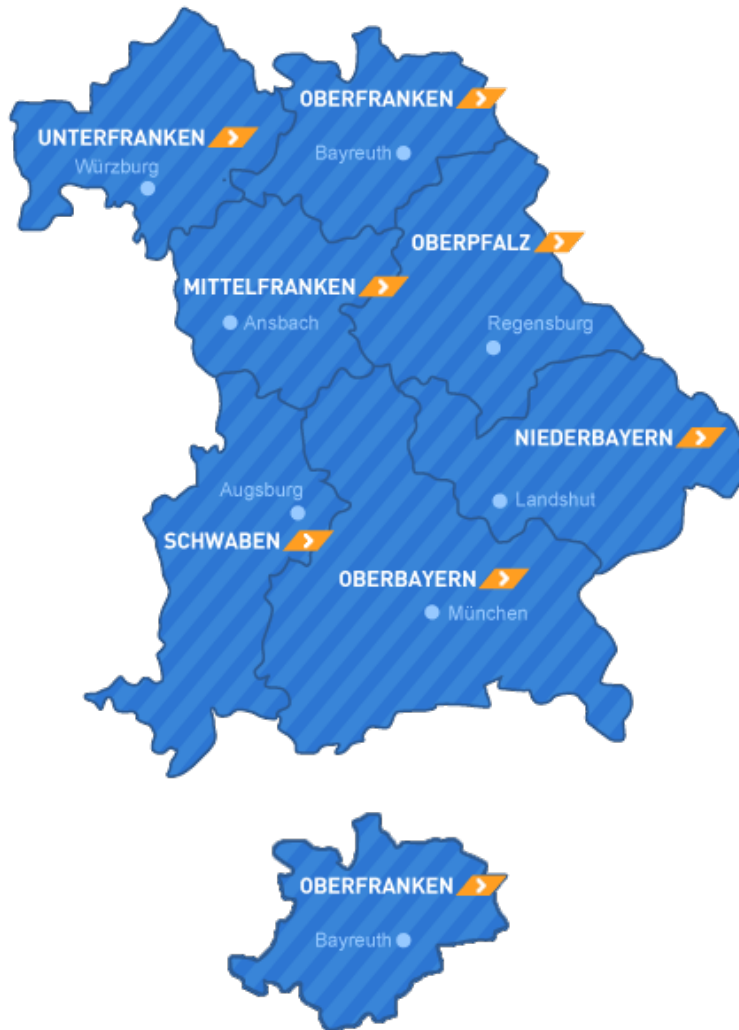 OBERFRANKEN
UNTERFRANKEN
Bayreuth
Würzburg
OBERPFALZ
MITTELFRANKEN
Ansbach
Regensburg
NIEDERBAYERN
Augsburg
Landshut
SCHWABEN
OBERBAYERN
München
OBERFRANKEN
Bayreuth